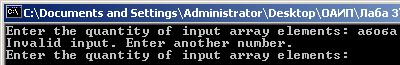 C:\Documents and Settings\Administrator\Desktop\ОАИП\Лаба 3
Enter the quantity of input array elements: абоба
Invalid input. Enter another number.
Enter the quantity of input array elements: